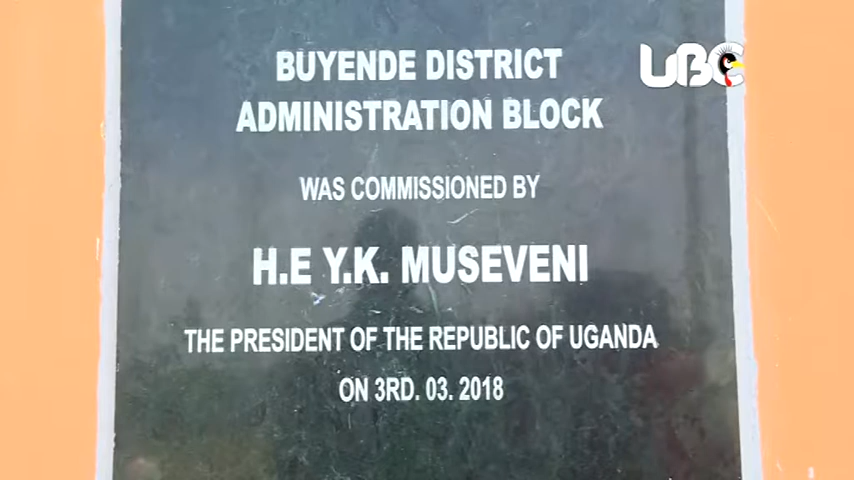 UBC
BUYENDE DISTRICT
ADMINISTRATION BLOCK
WAS COMMISSIONED BY
H.E Y.K. MUSEVENI
THE PRESIDENT OF THE REPUBLIC OF UGANDA
ON 3RD. 03. 2018